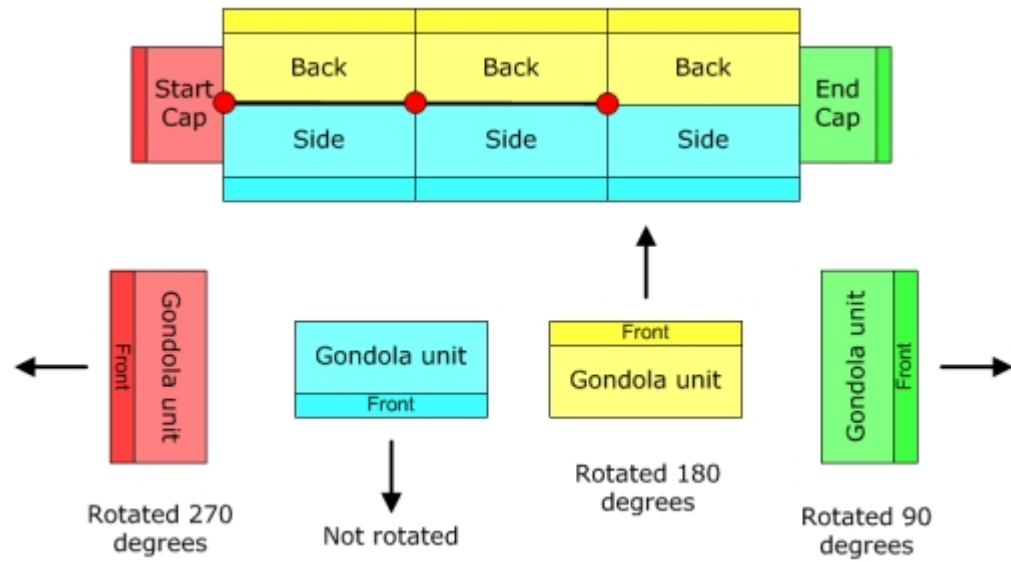 Back
Back
Back
Start
Cap
End
Cap
Side
Side
Side
Front
Gondola unit
Rotated 270
degrees
Gondola unit
Front
Not rotated
Front
Gondola unit
Rotated 180
degrees
Gondola unit
Front
Rotated 90
degrees